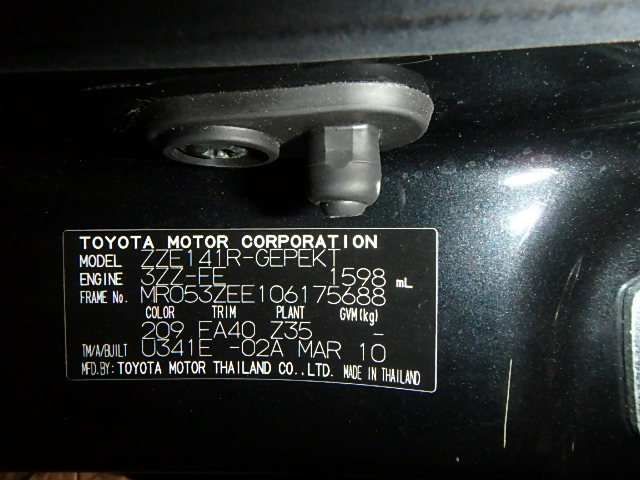 TOYOTA MOTOR CORPORATION
MODEL ZZE141R-GEPEKT
ENGINE 3ZZ-EE 1598 mL
FRAME No. MR053ZEE106175688
COLOR TRIM PLANT GVM(kg)
209 FA40 Z35 -
TM/A/BUILT U341E -02A MAR 10
MFD.BY: TOYOTA MOTOR THAILAND CO.,LTD. MADE IN THAILAND